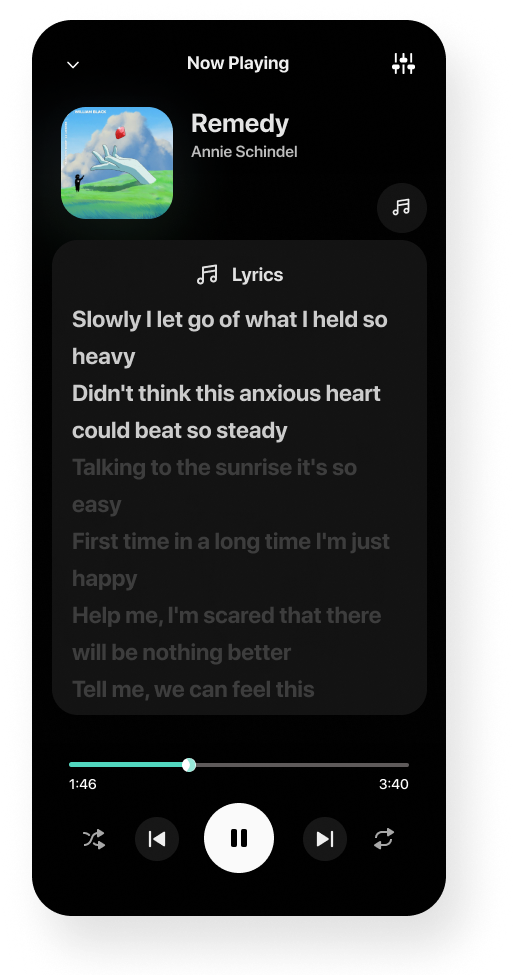 Now Playing
WILLIAM BLACK
Remedy
Annie Schindel
Lyrics
Slowly I let go of what I held so
heavy
Didn't think this anxious heart
could beat so steady
Talking to the sunrise it's so
easy
First time in a long time I'm just
happy
Help me, I'm scared that there
will be nothing better
Tell me, we can feel this
1:46
3:40